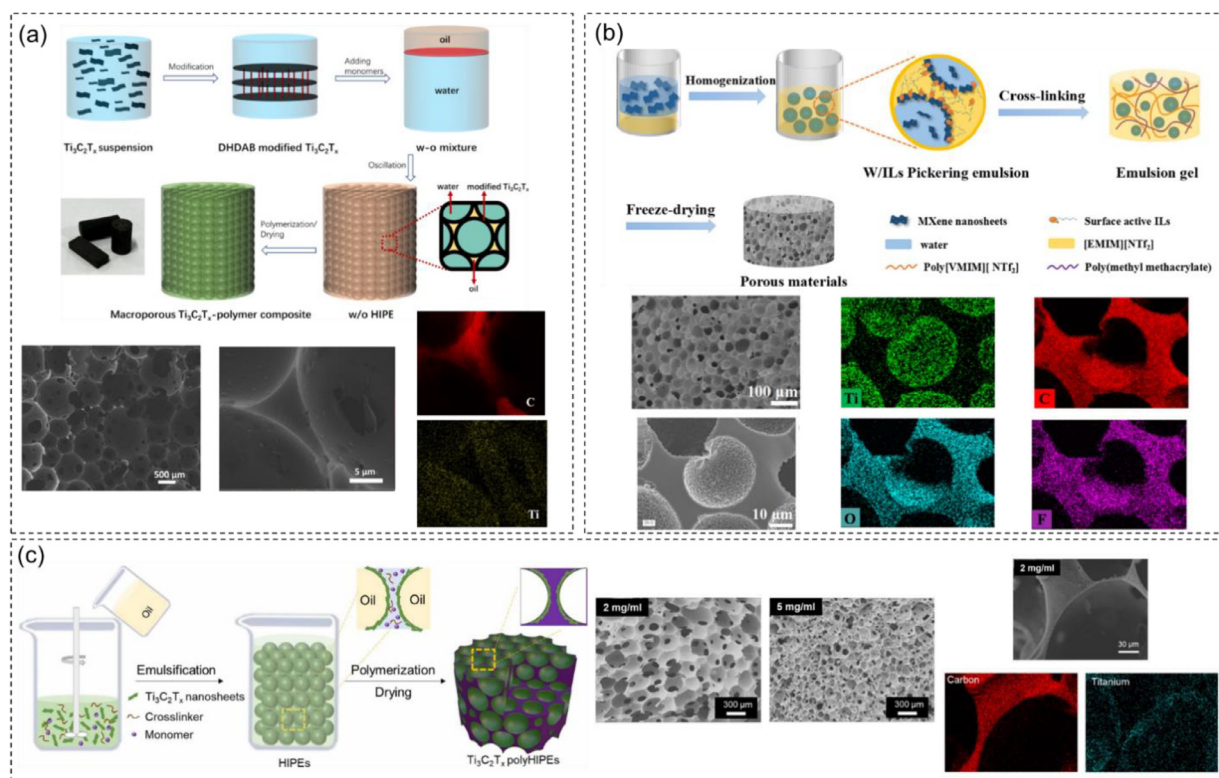 (a)
oil
Modification
Adding
monomers
water
Ti₃C₂Tₓ suspension
DHDAB modified Ti₃C₂Tₓ
w-o mixture
Oscillation
water
modified Ti₃C₂Tₓ
Polymerization/
Drying
oil
Macroporous Ti₃C₂Tₓ-polymer composite
w/o HIPE
C
500 μm
5 μm
Ti
(b)
Homogenization
Cross-linking
W/ILs Pickering emulsion
Emulsion gel
Freeze-drying
MXene nanosheets
Surface active ILs
water
[EMIM][NTf₂]
Poly[VMIM][ NTf₂]
Poly(methyl methacrylate)
Porous materials
100 μm
Ti
C
10 μm
O
F
(c)
Oil
Emulsification
Ti₃C₂Tₓ nanosheets
Crosslinker
Monomer
HIPEs
Oil
Oil
Polymerization
Drying
Ti₃C₂Tₓ polyHIPEs
2 mg/ml
300 μm
5 mg/ml
300 μm
2 mg/ml
30 μm
Carbon
Titanium